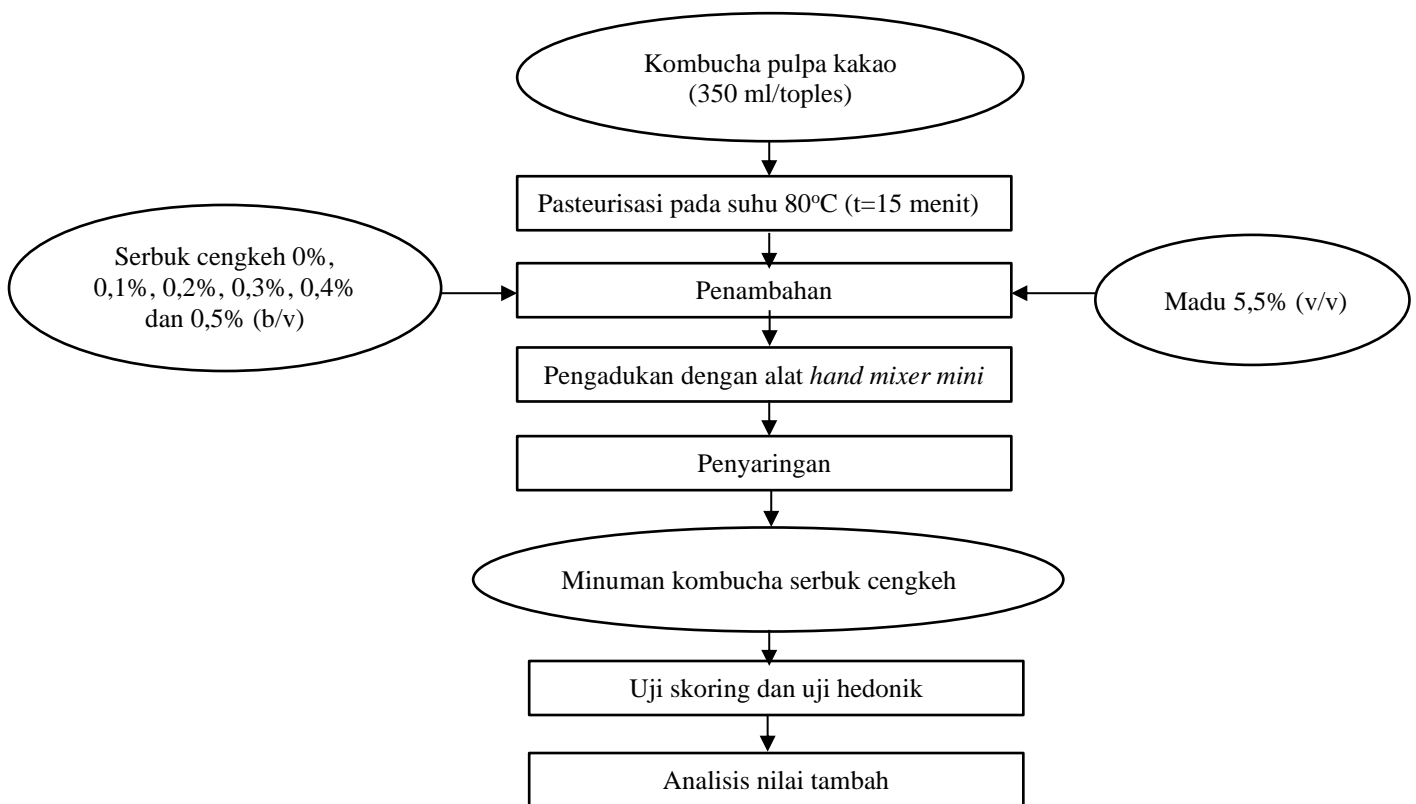 Kombucha pulpa kakao
(350 ml/toples)
Pasteurisasi pada suhu 80°C (t=15 menit)
Serbuk cengkeh 0%,
0,1%, 0,2%, 0,3%, 0,4%
dan 0,5% (b/v)
Penambahan
Madu 5,5% (v/v)
Pengadukan dengan alat hand mixer mini
Penyaringan
Minuman kombucha serbuk cengkeh
Uji skoring dan uji hedonik
Analisis nilai tambah